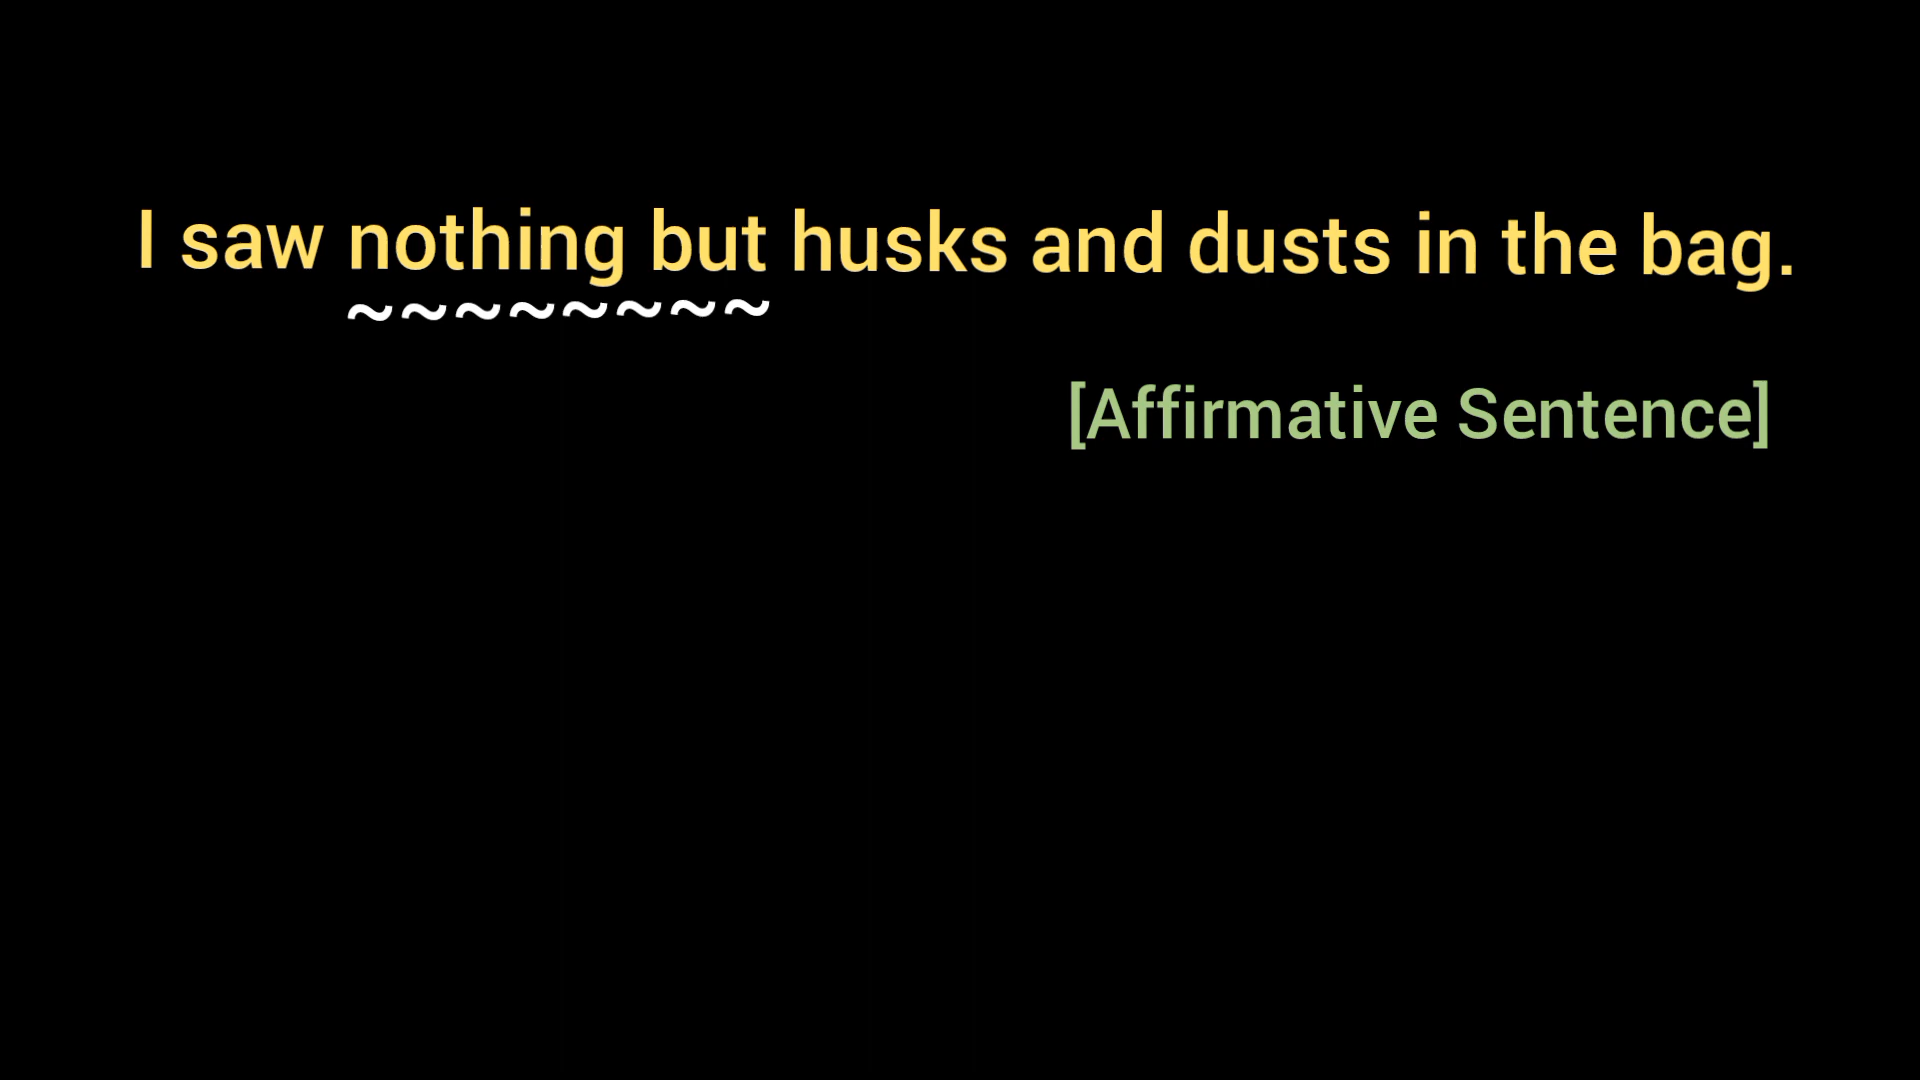 I saw nothing but husks and dusts in the bag.
~~~~~~~~
[Affirmative Sentence]